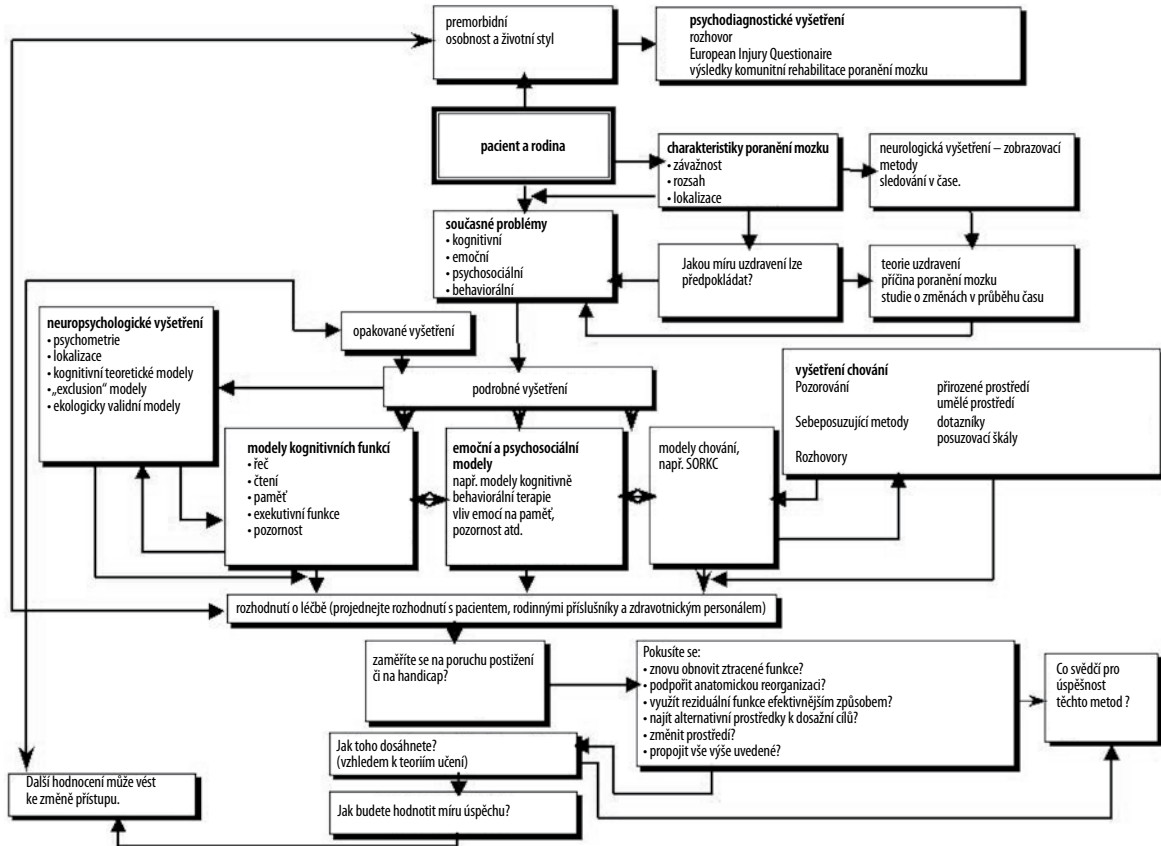 premorbidní
osobnost a životní styl
psychodiagnostické vyšetření
rozhovor
European Injury Questionaire
výsledky komunitní rehabilitace poranění mozku
pacient a rodina
charakteristiky poranění mozku
• závažnost
• rozsah
• lokalizace
neurologická vyšetření – zobrazovací
metody
sledování v čase.
současné problémy
• kognitivní
• emoční
• psychosociální
• behaviorální
Jakou míru uzdravení lze
předpokládat?
teorie uzdravení
příčina poranění mozku
studie o změnách v průběhu času
neuropsychologické vyšetření
• psychometrie
• lokalizace
• kognitivní teoretické modely
• „exclusion“ modely
• ekologicky validní modely
opakované vyšetření
podrobné vyšetření
vyšetření chování
Pozorování přirozené prostředí
umělé prostředí
Sebeposuzující metody dotazníky
posuzovací škály
Rozhovory
modely kognitivních funkcí
• řeč
• čtení
• paměť
• exekutivní funkce
• pozornost
emoční a psychosociální
modely
např. modely kognitivně
behaviorální terapie
vliv emocí na paměť,
pozornost atd.
modely chování,
např. SORKC
rozhodnutí o léčbě (projednejte rozhodnutí s pacientem, rodinnými příslušníky a zdravotnickým personálem)
zaměříte se na poruchu postižení
či na handicap?
Pokusíte se:
• znovu obnovit ztracené funkce?
• podpořit anatomickou reorganizaci?
• využít reziduální funkce efektivnějším způsobem?
• najít alternativní prostředky k dosažní cílů?
• změnit prostředí?
• propojit vše výše uvedené?
Co svědčí pro
úspěšnost
těchto metod ?
Jak toho dosáhnete?
(vzhledem k teoriím učení)
Další hodnocení může vést
ke změně přístupu.
Jak budete hodnotit míru úspěchu?